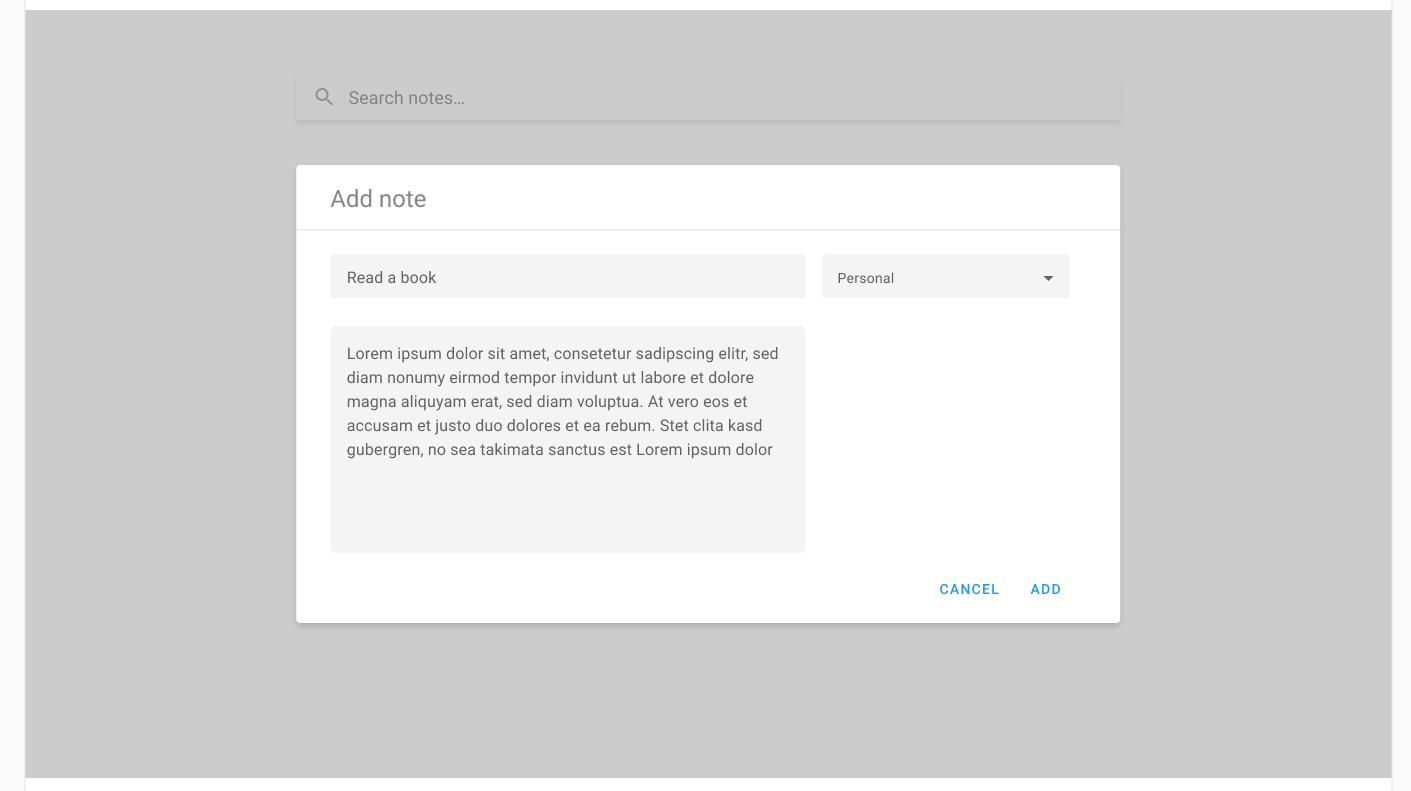 Search notes…
Add note
Read a book
Personal
Lorem ipsum dolor sit amet, consetetur sadipscing elitr, sed
diam nonumy eirmod tempor invidunt ut labore et dolore
magna aliquyam erat, sed diam voluptua. At vero eos et
accusam et justo duo dolores et ea rebum. Stet clita kasd
gubergren, no sea takimata sanctus est Lorem ipsum dolor
CANCEL ADD